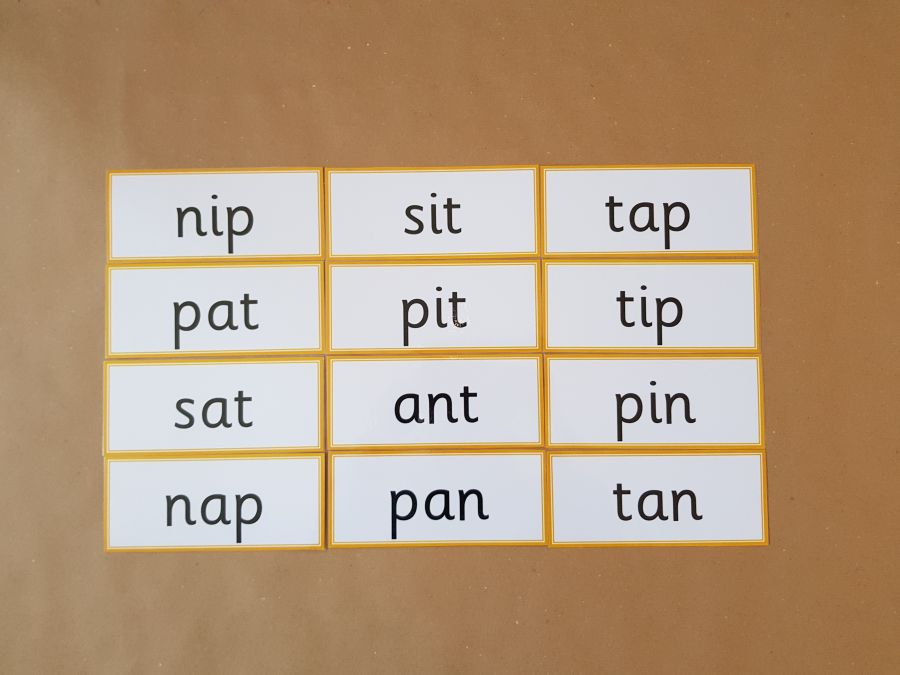 nip sit tap
pat pit tip
sat ant pin
nap pan tan